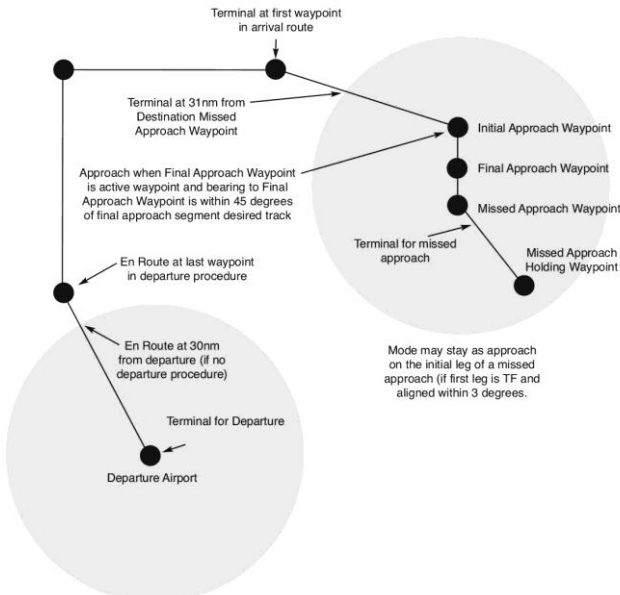 Terminal at first waypoint
in arrival route
Terminal at 31nm from
Destination Missed
Approach Waypoint
Initial Approach Waypoint
Approach when Final Approach Waypoint
is active waypoint and bearing to Final
Approach Waypoint is within 45 degrees
of final approach segment desired track
Final Approach Waypoint
Missed Approach Waypoint
Terminal for missed
approach
Missed Approach
Holding Waypoint
En Route at last waypoint
in departure procedure
En Route at 30nm
from departure (if no
departure procedure)
Mode may stay as approach
on the initial leg of a missed
approach (if first leg is TF and
aligned within 3 degrees.
Terminal for Departure
Departure Airport